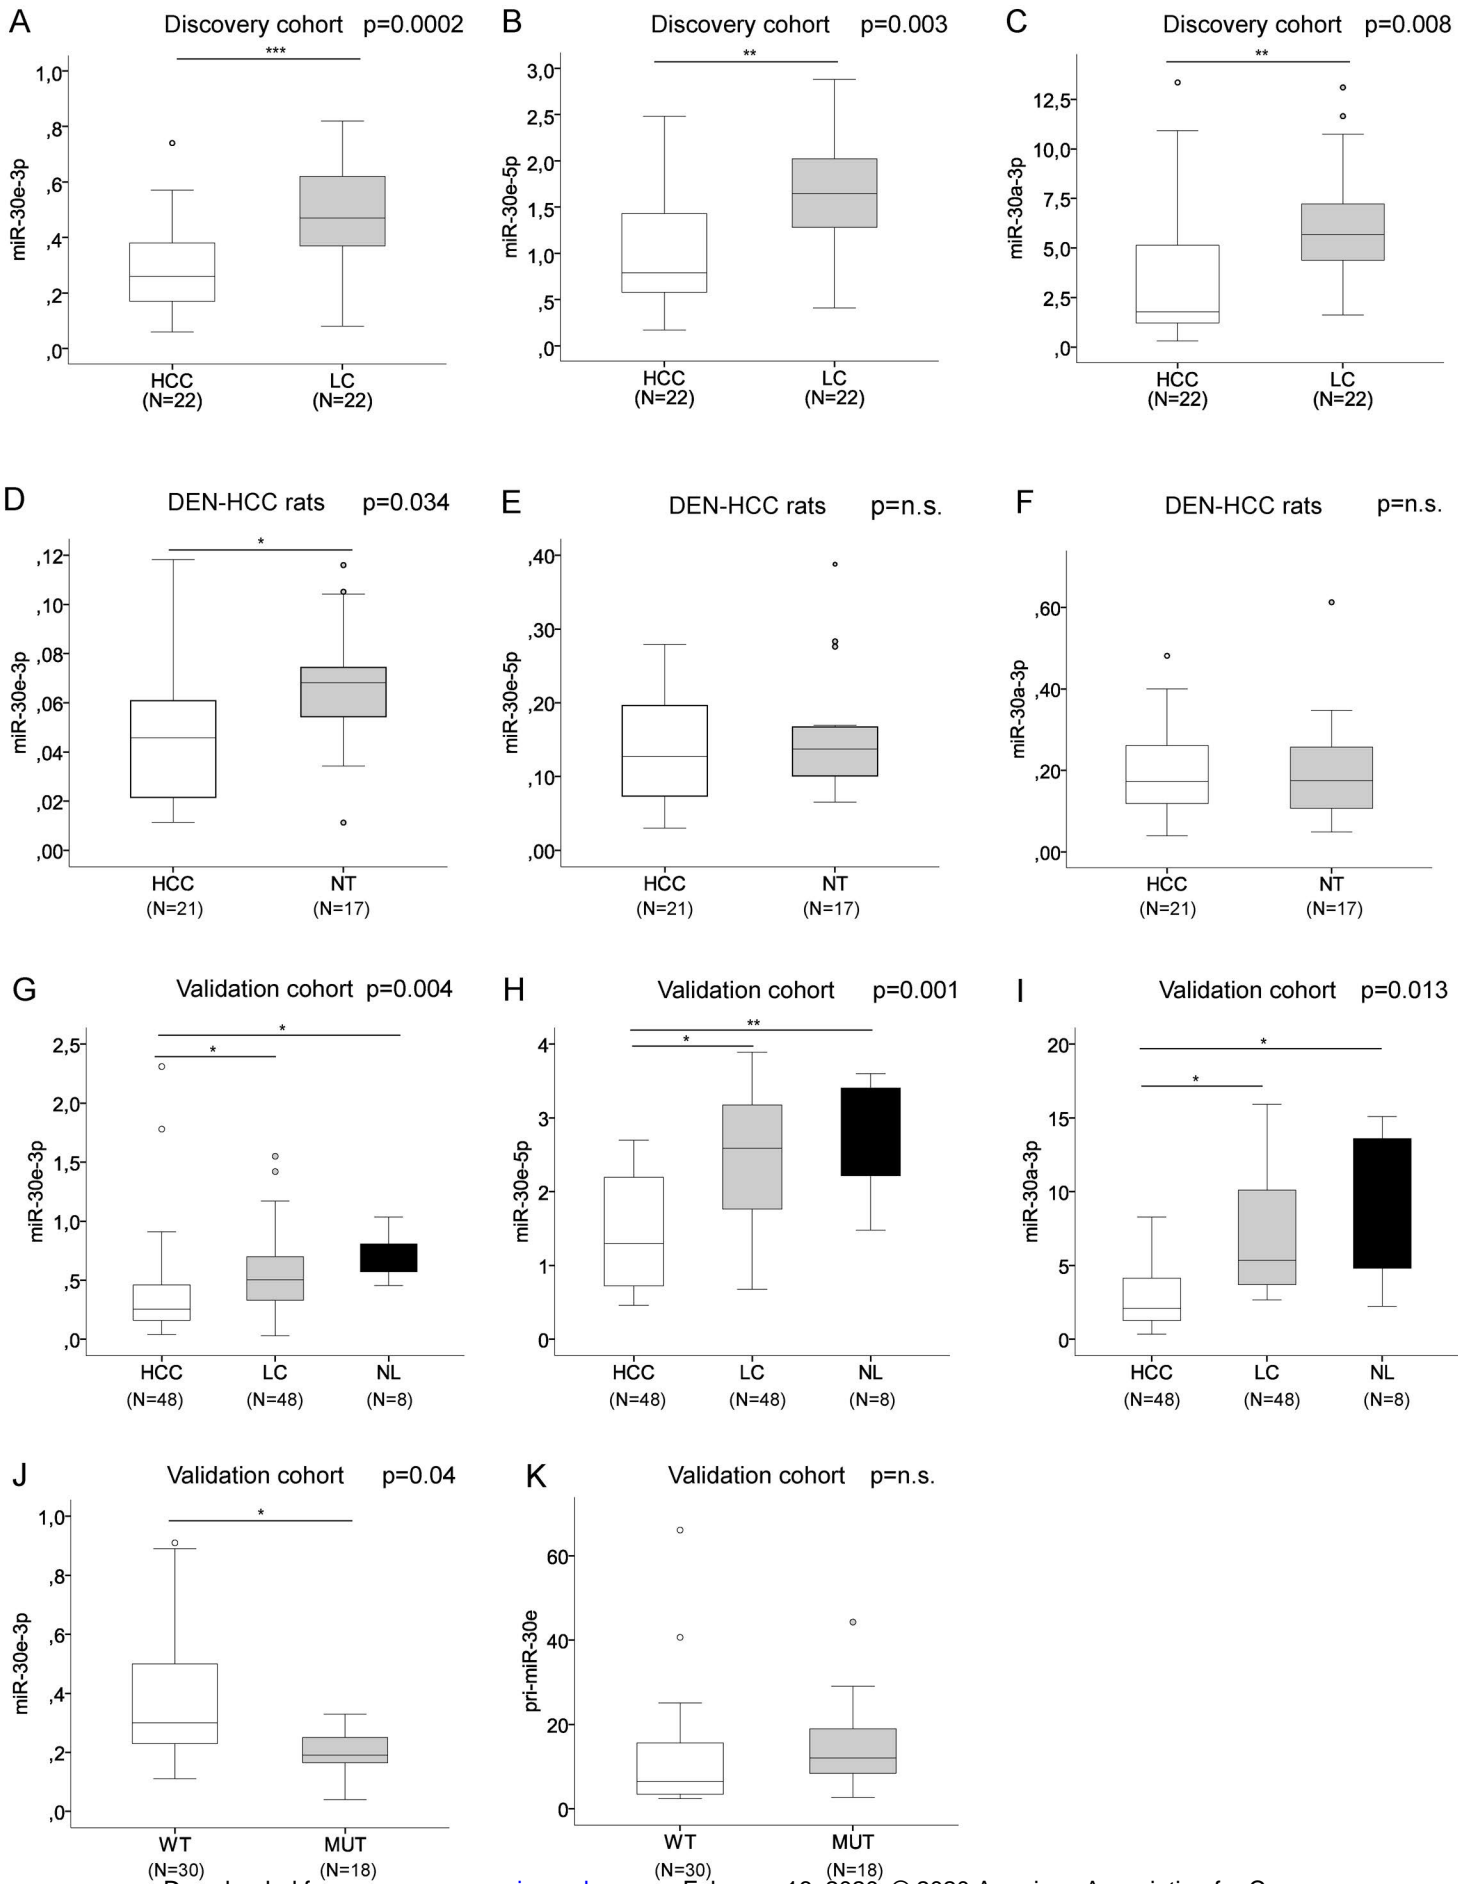 A Discovery cohort p=0.0002
***
miR-30e-3p
1,0
,8
,6
,4
,2
,0
HCC LC
(N=22) (N=22)
B Discovery cohort p=0.003
**
miR-30e-5p
3,0
2,5
2,0
1,5
1,0
,5
,0
HCC LC
(N=22) (N=22)
C Discovery cohort p=0.008
**
miR-30a-3p
12,5
10,0
7,5
5,0
2,5
,0
HCC LC
(N=22) (N=22)
D DEN-HCC rats p=0.034
*
miR-30e-3p
,12
,10
,08
,06
,04
,02
,00
HCC NT
(N=21) (N=17)
E DEN-HCC rats p=n.s.
miR-30e-5p
,40
,30
,20
,10
,00
HCC NT
(N=21) (N=17)
F DEN-HCC rats p=n.s.
miR-30a-3p
,60
,40
,20
,00
HCC NT
(N=21) (N=17)
G Validation cohort p=0.004
*
*
miR-30e-3p
2,5
2,0
1,5
1,0
,5
,0
HCC LC NL
(N=48) (N=48) (N=8)
H Validation cohort p=0.001
**
*
miR-30e-5p
4
3
2
1
0
HCC LC NL
(N=48) (N=48) (N=8)
I Validation cohort p=0.013
*
*
miR-30a-3p
20
15
10
5
0
HCC LC NL
(N=48) (N=48) (N=8)
J Validation cohort p=0.04
*
miR-30e-3p
1,0
,8
,6
,4
,2
,0
WT MUT
(N=30) (N=18)
K Validation cohort p=n.s.
pri-miR-30e
60
40
20
0
WT MUT
(N=30) (N=18)